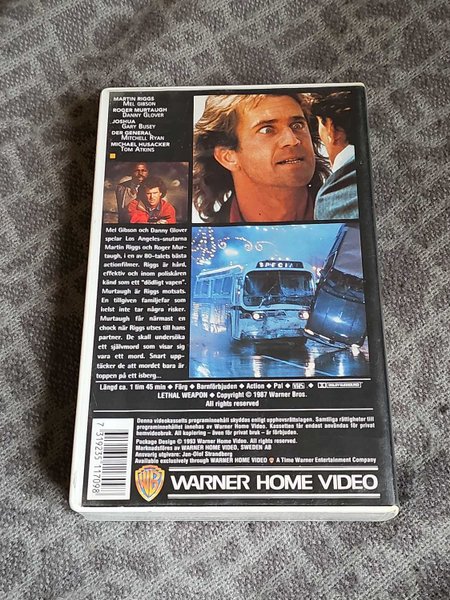 MARTIN RIGGS
MEL GIBSON
ROGER MURTAUGH
DANNY GLOVER
JOSHUA
GARY BUSEY
DER GENERAL
MITCHELL RYAN
MICHAEL HUSACKER
TOM ATKINS
SPECIAL
Mel Gibson och Danny Glover
spelar Los Angeles-snutarna
Martin Riggs och Roger Mur-
taugh, i en av 80-talets bästa
actionfilmer. Riggs är hård,
effektiv och inom poliskåren
känd som ett "dödligt vapen".
Murtaugh är Riggs motsats.
En tillgiven familjefar som
helst inte tar några risker.
Murtaugh får närmast en
chock när Riggs utses till hans
partner. De skall undersöka
ett självmord som visar sig
vara ett mord. Snart upp-
täcker de att mordet bara är
toppen på ett isberg...
Längd ca. 1 tim 45 min ♦ Färg ♦ Barnförbjuden ♦ Action ♦ Pal ♦ VHS ♦
LETHAL WEAPON ♦ Copyright © 1987 Warner Bros.
All rights reserved
Denna videokassetts programinnehåll skyddas enligt upphovsrättslagen. Samtliga rättigheter till
programinnehållet innehas av Warner Home Video. Kassetten får endast användas för privat
hemvideobruk. All kopiering - även för privat bruk - är förbjuden.
Package Design © 1993 Warner Home Video. All Rights reserved.
Marknadsförs av WARNER HOME VIDEO, SWEDEN AB
Ansvarig utgivare: Jan-Olof Strandberg
Available exclusively through WARNER HOME VIDEO A Time Warner Entertainment Company
7 319235 117098
WARNER HOME VIDEO